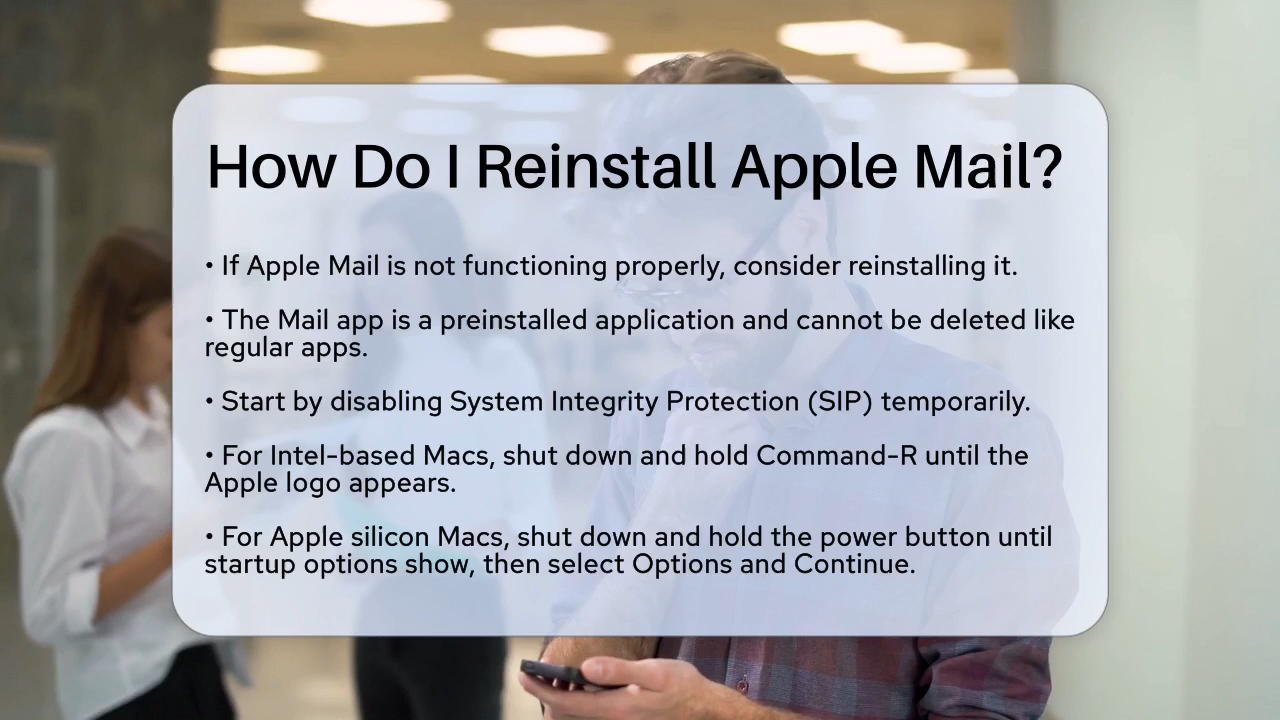 How Do I Reinstall Apple Mail?
• If Apple Mail is not functioning properly, consider reinstalling it.
• The Mail app is a preinstalled application and cannot be deleted like
regular apps.
• Start by disabling System Integrity Protection (SIP) temporarily.
• For Intel-based Macs, shut down and hold Command-R until the
Apple logo appears.
• For Apple silicon Macs, shut down and hold the power button until
startup options show, then select Options and Continue.